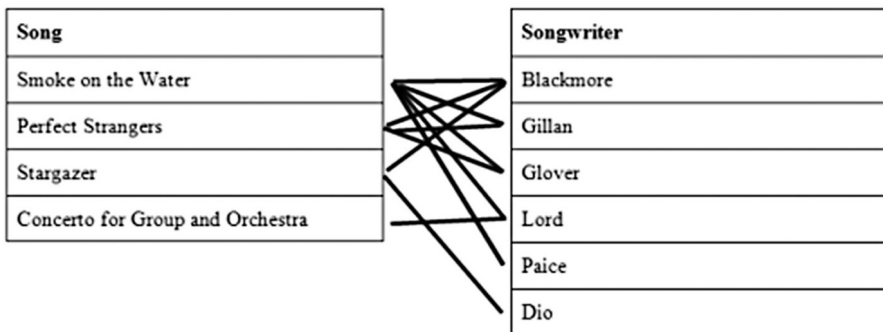 Song
Smoke on the Water
Perfect Strangers
Stargazer
Concerto for Group and Orchestra
Songwriter
Blackmore
Gillan
Glover
Lord
Paice
Dio